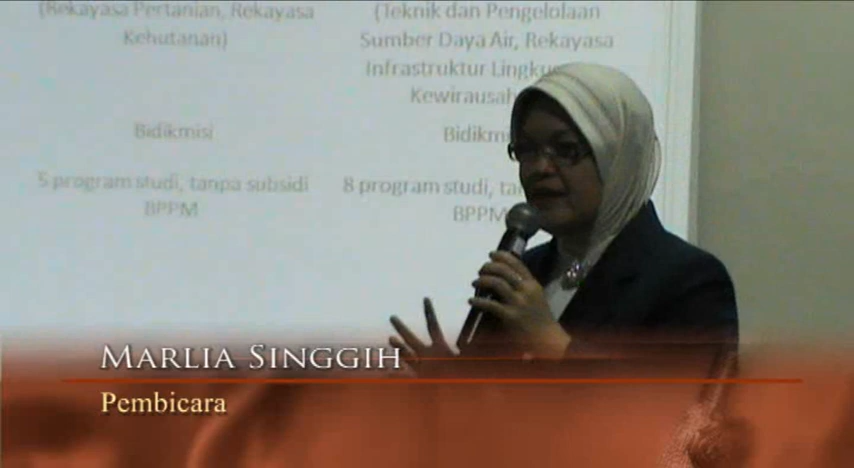 (Rekayasa Pertanian, Rekayasa
Kehutanan)
(Teknik dan Pengelolaan
Sumber Daya Air, Rekayasa
Infrastruktur
Bidikmisi
5 program studi, tanpa subsidi
BPPM
8 program studi,
BPPM
MARLIA SINGGIH
Pembicara